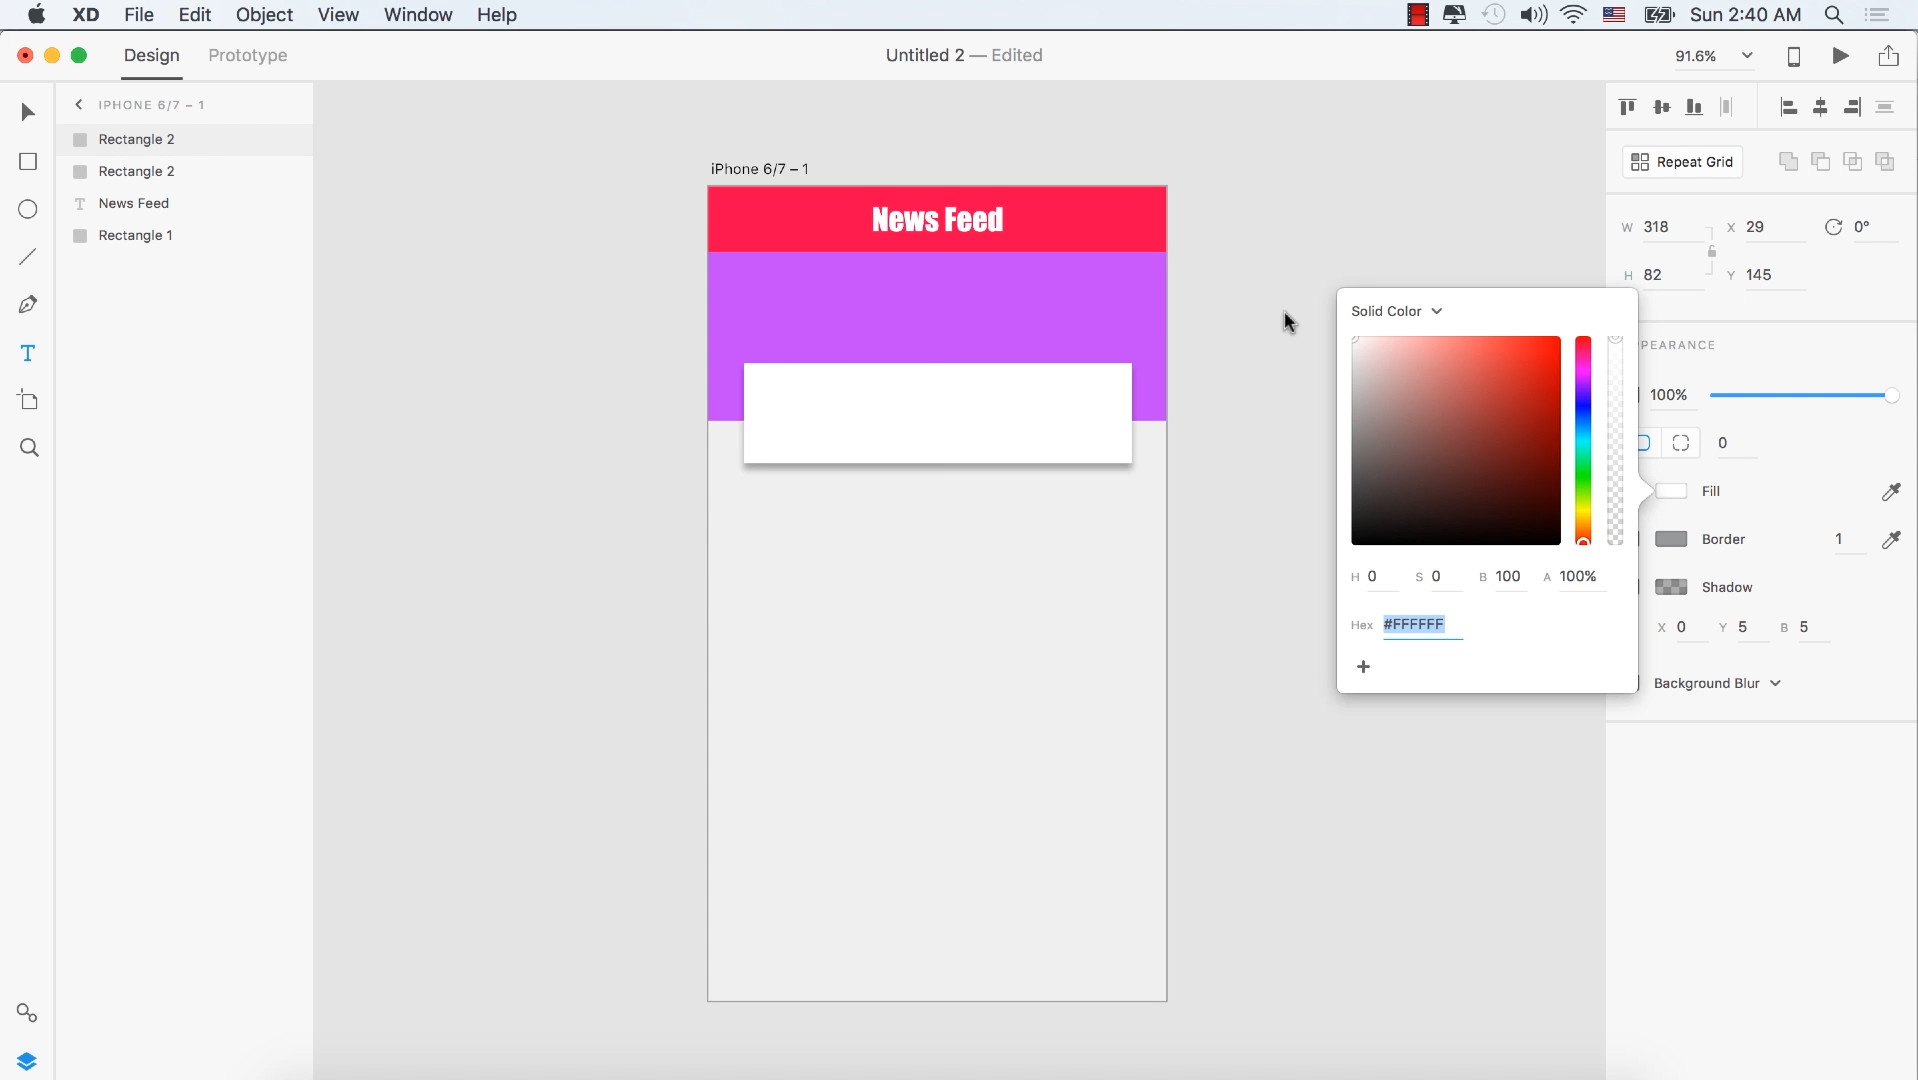 XD File Edit Object View Window Help
Sun 2:40 AM
Design Prototype
Untitled 2 — Edited
91.6%
IPHONE 6/7 – 1
Rectangle 2
Rectangle 2
T News Feed
Rectangle 1
T
iPhone 6/7 – 1
News Feed
Repeat Grid
W 318 X 29 0°
H 82 Y 145
PEARANCE
100%
0
Fill
Border 1
Shadow
X 0 Y 5 B 5
Background Blur
Solid Color
H 0 S 0 B 100 A 100%
Hex #FFFFFF
+